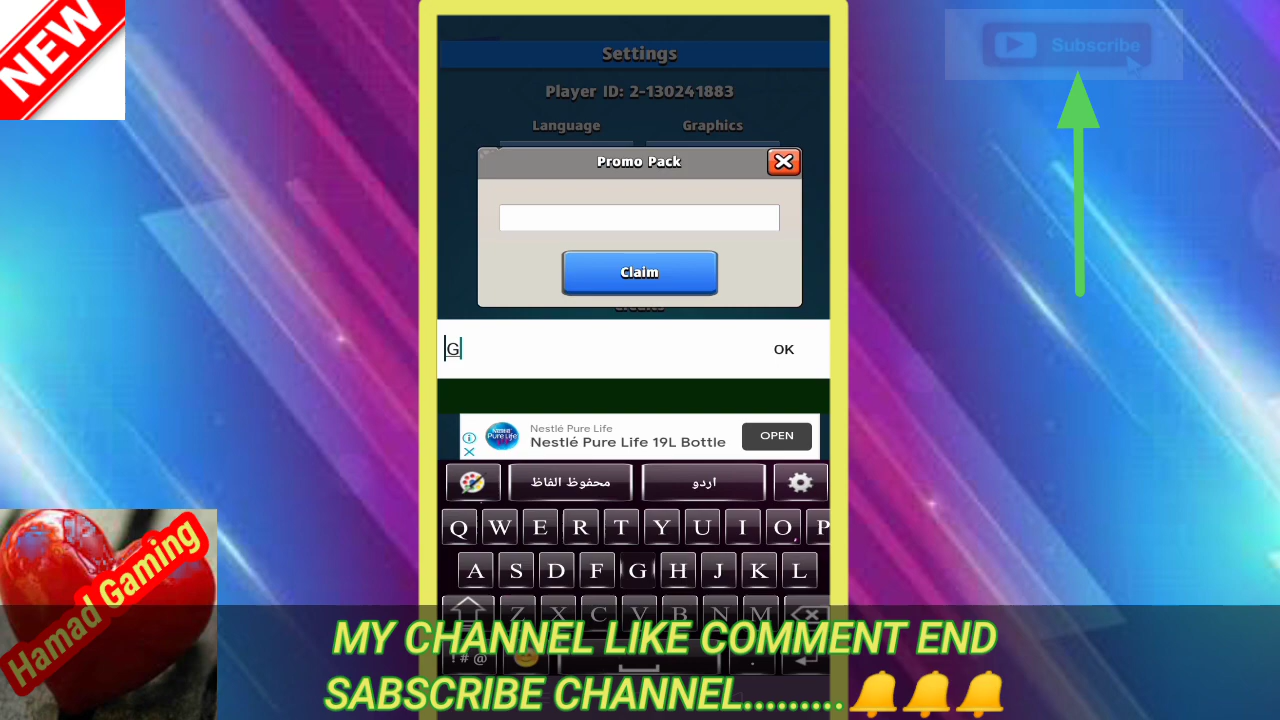 NEW
Subscribe
Settings
Player ID: 2-130241883
Language Graphics
Promo Pack
Claim
Credits
G OK
Nestlé Pure Life
Nestlé Pure Life 19L Bottle
OPEN
محفوظ الفاظ اردو
Q W E R T Y U I O P
A S D F G H J K L
Z X C V B N M
! # @ .
Hamad Gaming
MY CHANNEL LIKE COMMENT END
SABSCRIBE CHANNEL.........🔔🔔🔔